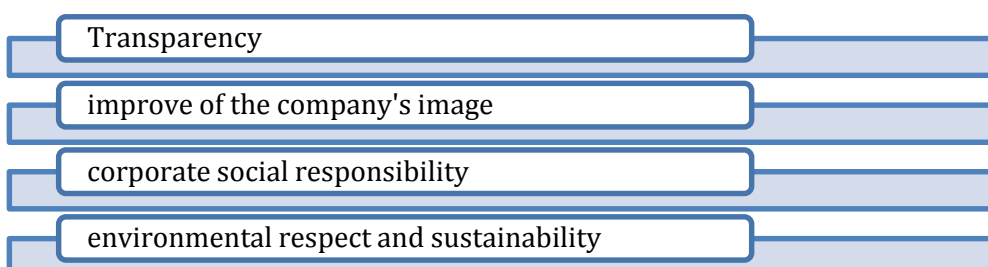 Transparency
improve of the company's image
corporate social responsibility
environmental respect and sustainability